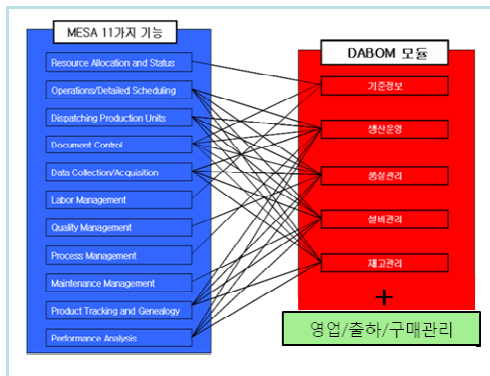 MESA 11가지 기능
Resource Allocation and Status
Operations/Detailed Scheduling
Dispatching Production Units
Document Control
Data Collection/Acquisition
Labor Management
Quality Management
Process Management
Maintenance Management
Product Tracking and Genealogy
Performance Analysis
DABOM 모듈
기준정보
생산운영
품질관리
설비관리
재고관리
+
영업/출하/구매관리